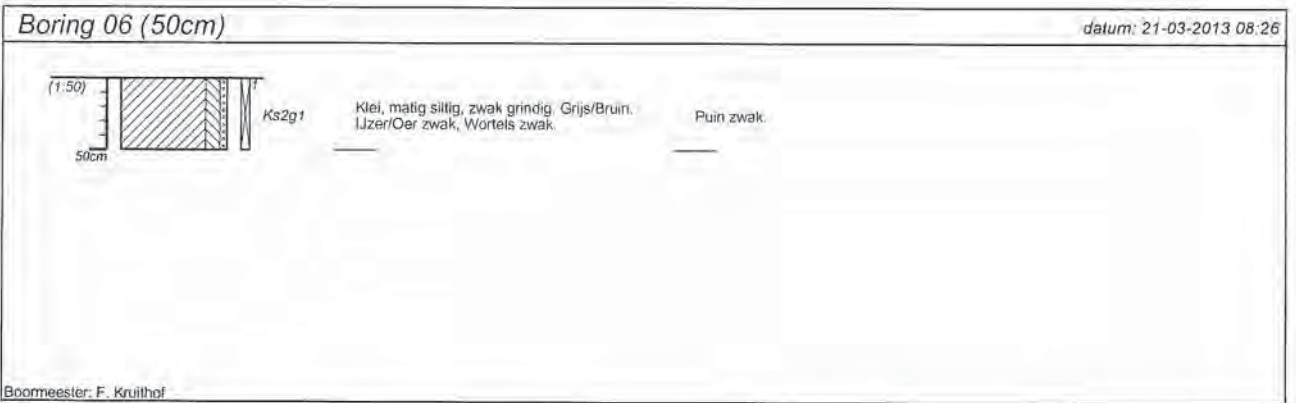 Boring 06 (50cm)
datum: 21-03-2013 08:26
(1:50)
1
Ks2g1
Klei, matig siltig, zwak grindig. Grijs/Bruin.
IJzer/Oer zwak, Wortels zwak.
Puin zwak.
50cm
Boormeester: F. Kruithof